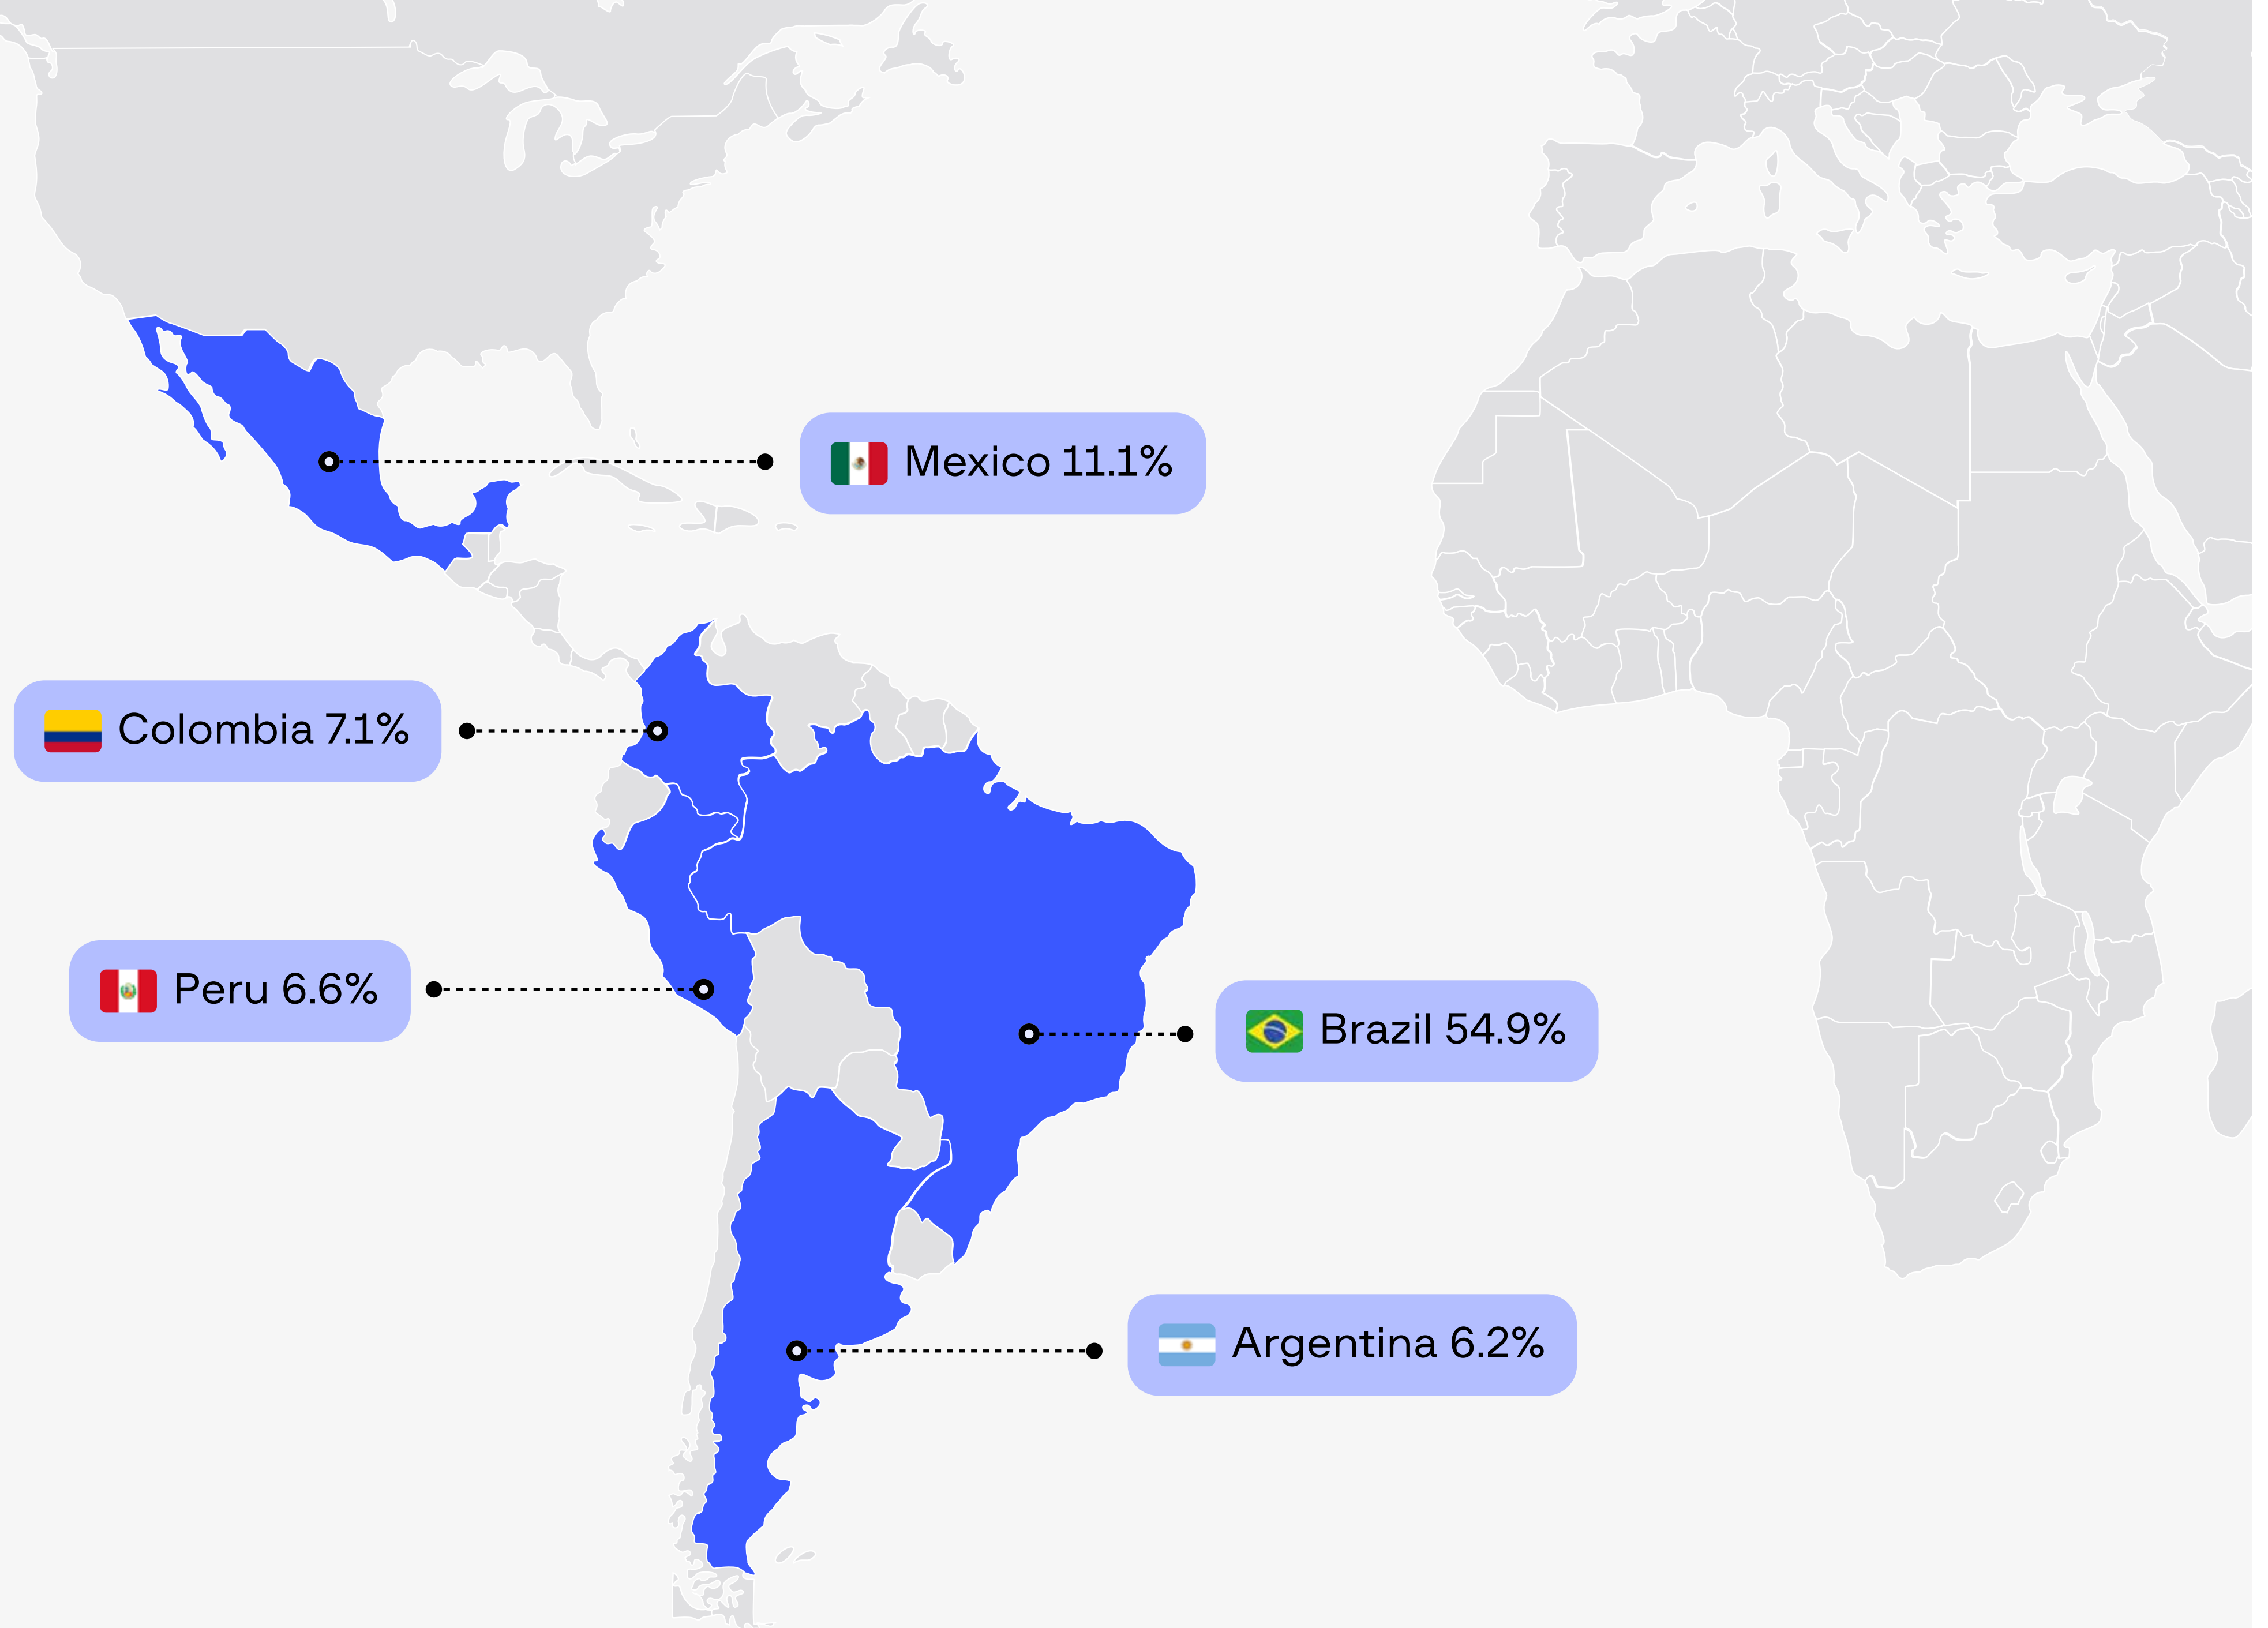 Mexico 11.1%
Colombia 7.1%
Peru 6.6%
Brazil 54.9%
Argentina 6.2%